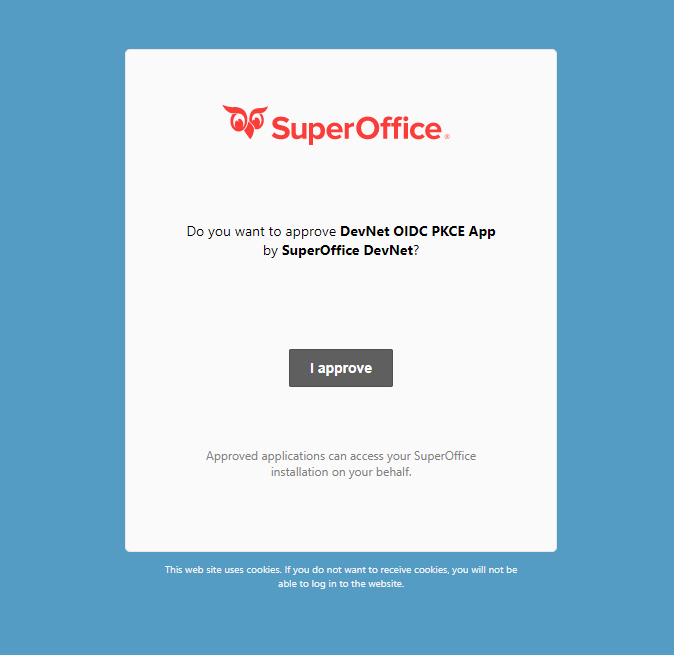 SuperOffice®
Do you want to approve DevNet OIDC PKCE App
by SuperOffice DevNet?
I approve
Approved applications can access your SuperOffice
installation on your behalf.
This web site uses cookies. If you do not want to receive cookies, you will not be
able to log in to the website.